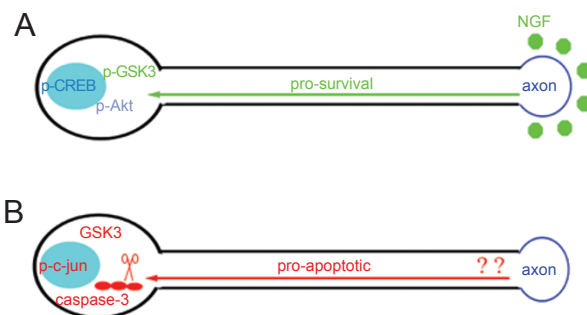 A
NGF
p-GSK3
p-CREB
pro-survival
axon
p-Akt
B
GSK3
p-c-jun
pro-apoptotic
? ?
axon
caspase-3